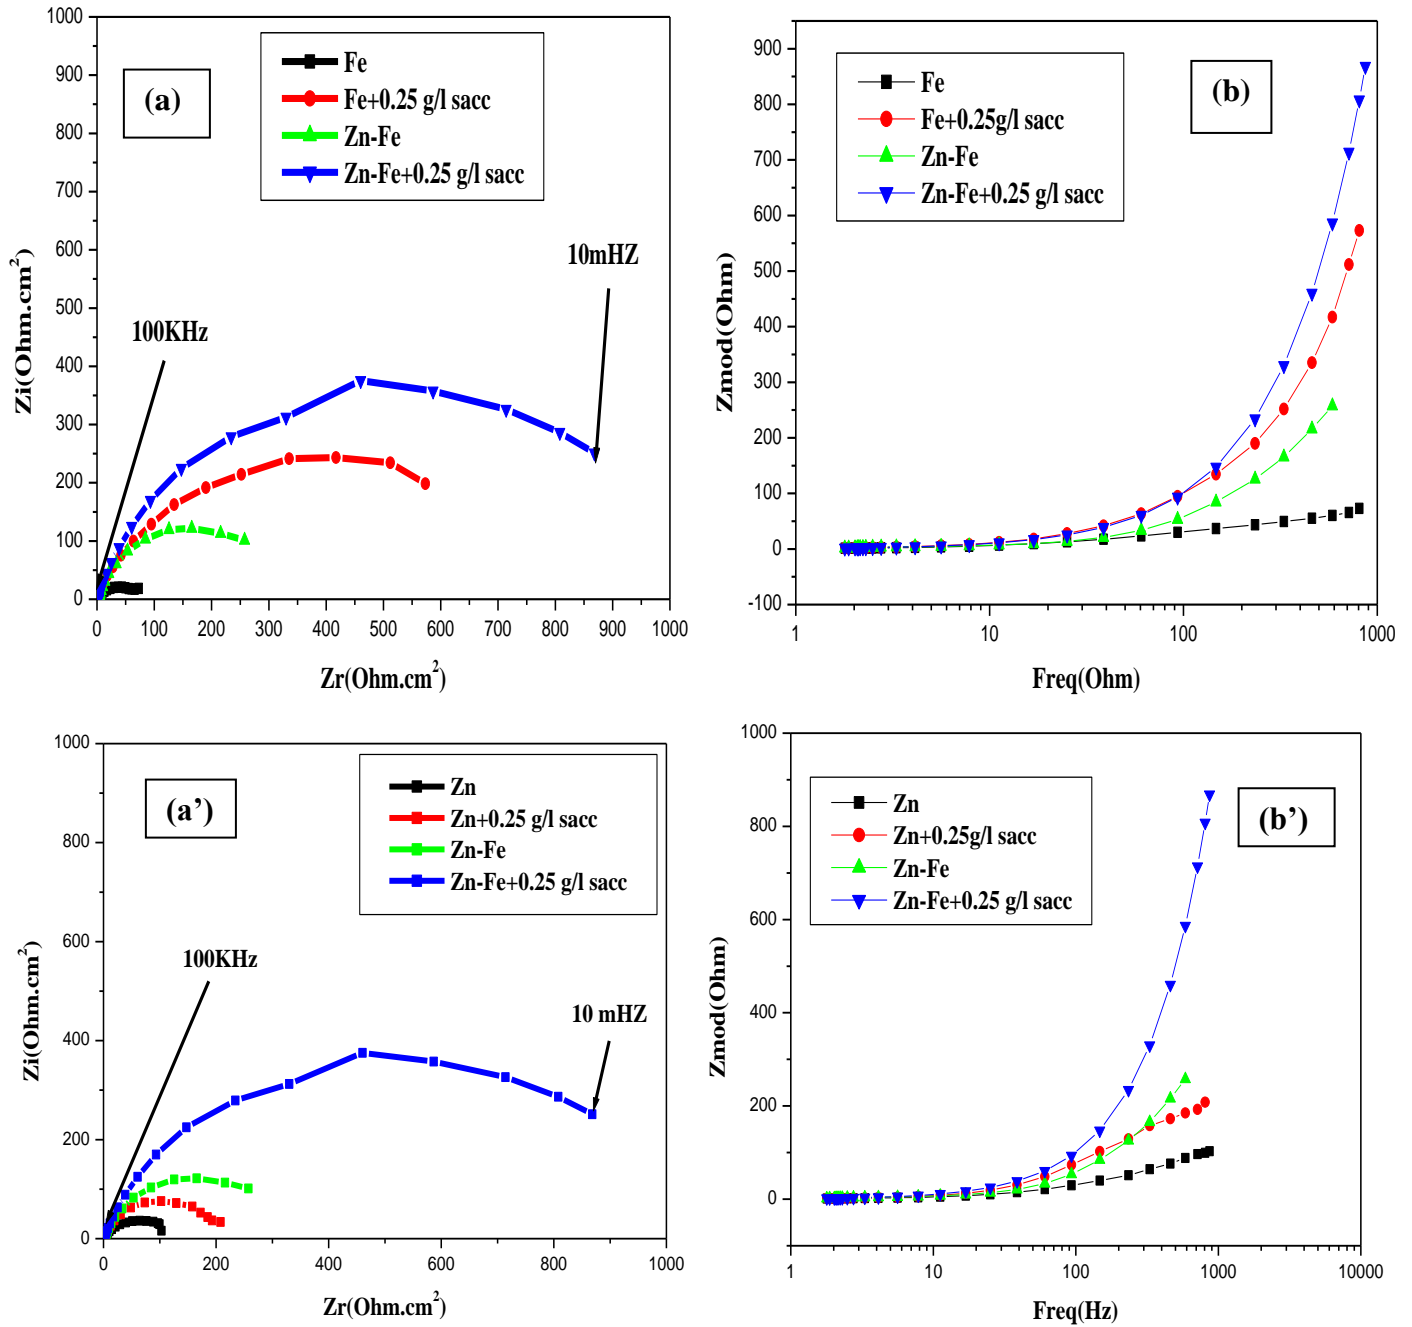 (a)
Fe
Fe+0.25 g/l sacc
Zn-Fe
Zn-Fe+0.25 g/l sacc
100KHz
10mHZ
1000
900
800
700
600
500
400
300
200
100
0
Zi(Ohm.cm²)
0 100 200 300 400 500 600 700 800 900 1000
Zr(Ohm.cm²)
(b)
Fe
Fe+0.25g/l sacc
Zn-Fe
Zn-Fe+0.25 g/l sacc
900
800
700
600
500
400
300
200
100
0
-100
Zmod(Ohm)
1 10 100 1000
Freq(Ohm)
(a’)
Zn
Zn+0.25 g/l sacc
Zn-Fe
Zn-Fe+0.25 g/l sacc
100KHz
10 mHZ
1000
800
600
400
200
0
Zi(Ohm.cm²)
0 200 400 600 800 1000
Zr(Ohm.cm²)
(b’)
Zn
Zn+0.25g/l sacc
Zn-Fe
Zn-Fe+0.25 g/l sacc
1000
800
600
400
200
0
Zmod(Ohm)
1 10 100 1000 10000
Freq(Hz)